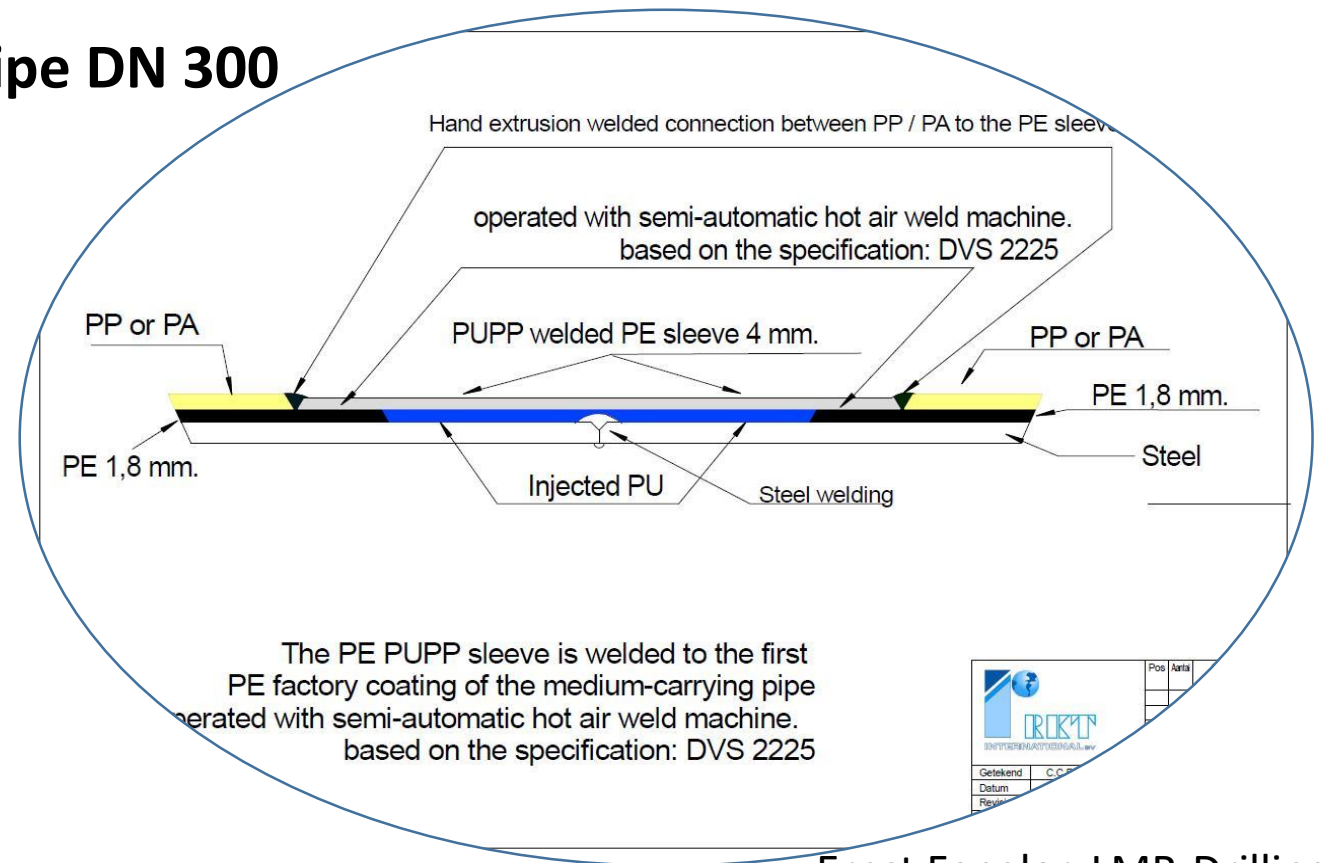 ipe DN 300
Hand extrusion welded connection between PP / PA to the PE sleeve
operated with semi-automatic hot air weld machine.
based on the specification: DVS 2225
PP or PA
PUPP welded PE sleeve 4 mm.
PP or PA
PE 1,8 mm.
PE 1,8 mm.
Injected PU
Steel welding
Steel
The PE PUPP sleeve is welded to the first
PE factory coating of the medium-carrying pipe
perated with semi-automatic hot air weld machine.
based on the specification: DVS 2225
Pos Aantal
RKT
INTERNATIONAL BV
Getekend C.C.
Datum